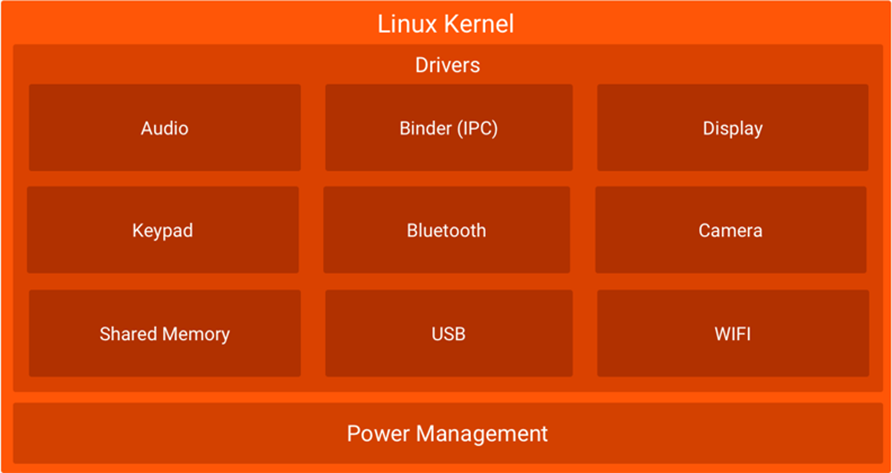 Linux Kernel
Drivers
Audio
Binder (IPC)
Display
Keypad
Bluetooth
Camera
Shared Memory
USB
WIFI
Power Management